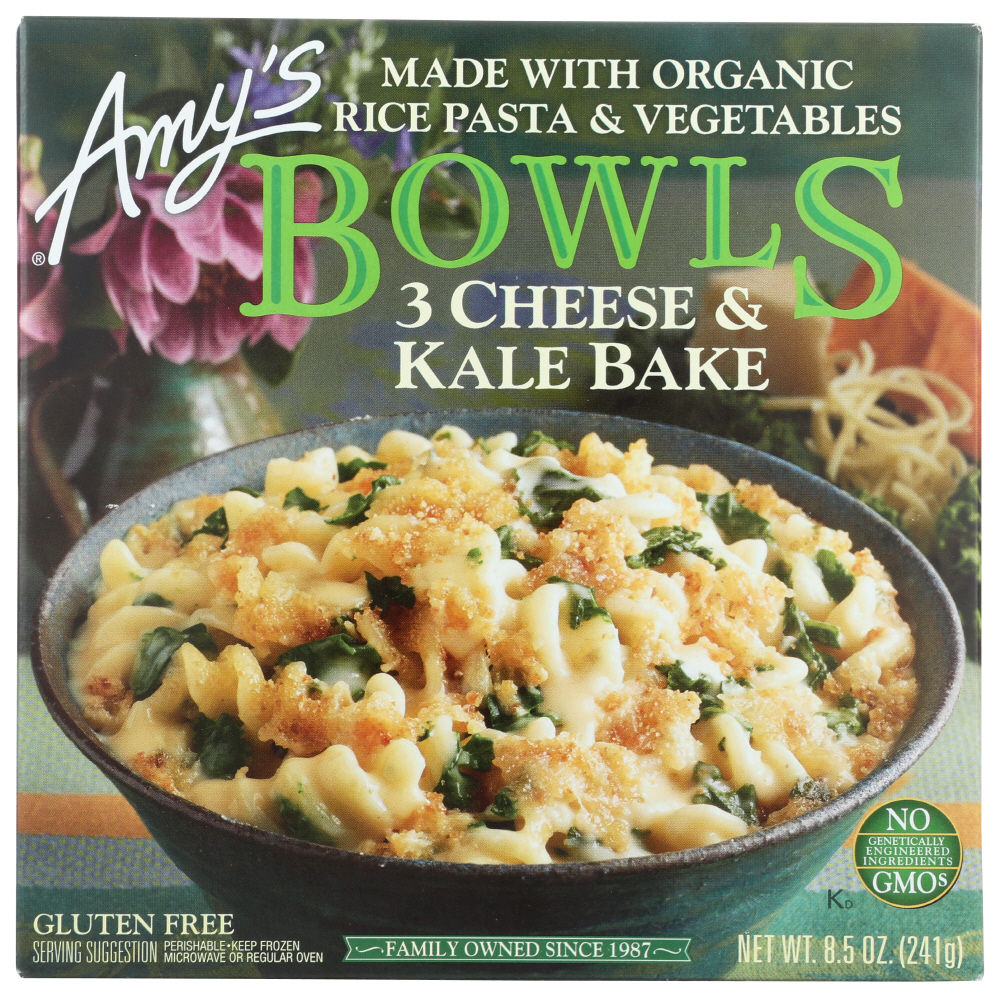 Amy's
®
MADE WITH ORGANIC
RICE PASTA & VEGETABLES
BOWLS
3 CHEESE &
KALE BAKE
NO
GENETICALLY
ENGINEERED
INGREDIENTS
GMOs
KD
GLUTEN FREE
SERVING SUGGESTION
PERISHABLE•KEEP FROZEN
MICROWAVE OR REGULAR OVEN
FAMILY OWNED SINCE 1987
NET WT. 8.5 OZ. (241g)